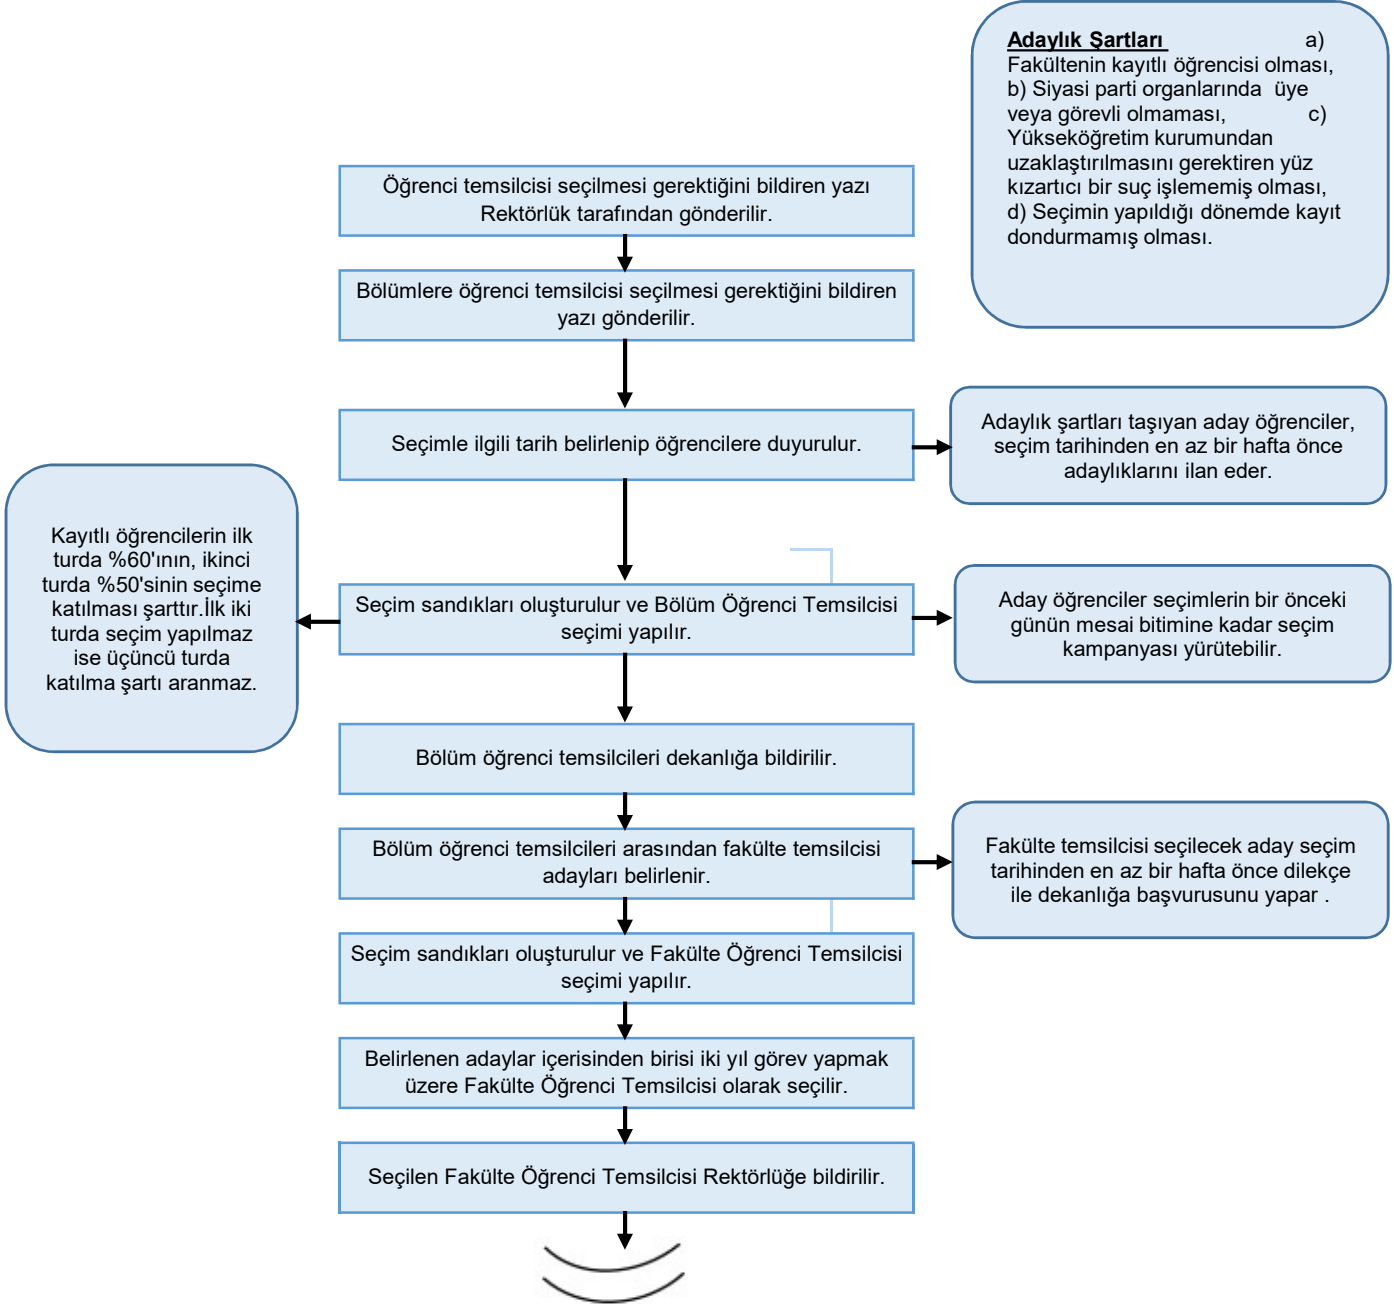 Adaylık Şartları a)
Fakültenin kayıtlı öğrencisi olması,
b) Siyasi parti organlarında üye
veya görevli olmaması, c)
Yükseköğretim kurumundan
uzaklaştırılmasını gerektiren yüz
kızartıcı bir suç işlememiş olması,
d) Seçimin yapıldığı dönemde kayıt
dondurmamış olması.
Öğrenci temsilcisi seçilmesi gerektiğini bildiren yazı
Rektörlük tarafından gönderilir.
Bölümlere öğrenci temsilcisi seçilmesi gerektiğini bildiren
yazı gönderilir.
Seçimle ilgili tarih belirlenip öğrencilere duyurulur.
Adaylık şartları taşıyan aday öğrenciler,
seçim tarihinden en az bir hafta önce
adaylıklarını ilan eder.
Kayıtlı öğrencilerin ilk
turda %60'ının, ikinci
turda %50'sinin seçime
katılması şarttır.İlk iki
turda seçim yapılmaz
ise üçüncü turda
katılma şartı aranmaz.
Seçim sandıkları oluşturulur ve Bölüm Öğrenci Temsilcisi
seçimi yapılır.
Aday öğrenciler seçimlerin bir önceki
günün mesai bitimine kadar seçim
kampanyası yürütebilir.
Bölüm öğrenci temsilcileri dekanlığa bildirilir.
Bölüm öğrenci temsilcileri arasından fakülte temsilcisi
adayları belirlenir.
Fakülte temsilcisi seçilecek aday seçim
tarihinden en az bir hafta önce dilekçe
ile dekanlığa başvurusunu yapar .
Seçim sandıkları oluşturulur ve Fakülte Öğrenci Temsilcisi
seçimi yapılır.
Belirlenen adaylar içerisinden birisi iki yıl görev yapmak
üzere Fakülte Öğrenci Temsilcisi olarak seçilir.
Seçilen Fakülte Öğrenci Temsilcisi Rektörlüğe bildirilir.